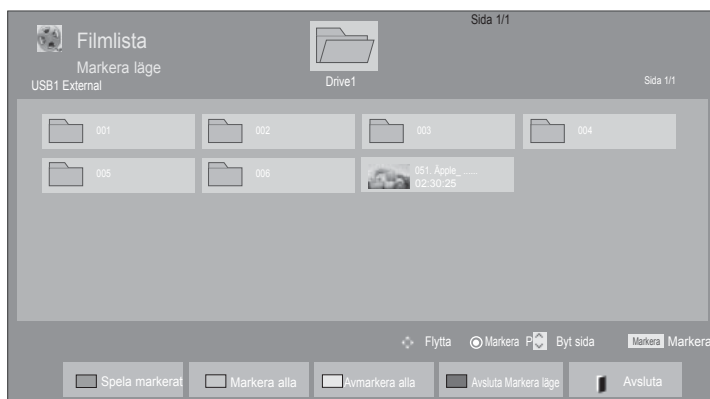 Sida 1/1
Filmlista
Markera läge
USB1 External
Drive1
Sida 1/1
001
002
003
004
005
006
051. Äpple_ ......
02:30:25
Flytta
Markera
P
Byt sida
Markera
Markera
Spela markerat
Markera alla
Avmarkera alla
Avsluta Markera läge
Avsluta